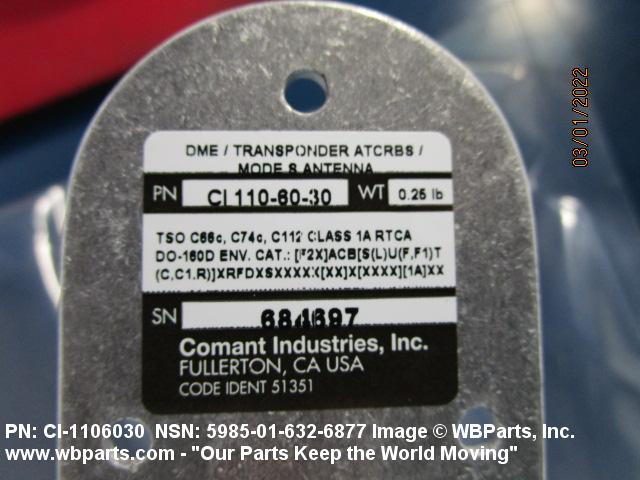 03/01/2022
DME / TRANSPONDER ATCRBS /
MODE S ANTENNA
PN CI 110-60-30 WT 0.25 lb
TSO C66c, C74c, C112 CLASS 1A RTCA
DO-160D ENV. CAT.: [F2X]ACB[S(L)U(F,F1)T
(C,C1,R)]XRFDXSXXXX[XX]X[XXXX][1A]XX
SN 684697
Comant Industries, Inc.
FULLERTON, CA USA
CODE IDENT 51351
PN: CI-1106030 NSN: 5985-01-632-6877 Image © WBParts, Inc.
www.wbparts.com - "Our Parts Keep the World Moving"